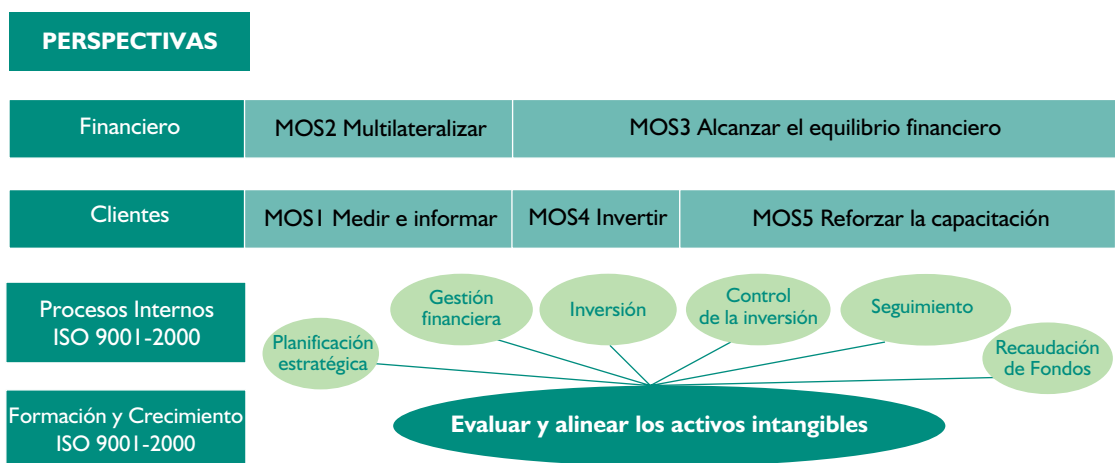 PERSPECTIVAS
Financiero
MOS2 Multilateralizar
MOS3 Alcanzar el equilibrio financiero
Clientes
MOS1 Medir e informar
MOS4 Invertir
MOS5 Reforzar la capacitación
Procesos Internos
ISO 9001-2000
Planificación
estratégica
Gestión
financiera
Inversión
Control
de la inversión
Seguimiento
Recaudación
de Fondos
Formación y Crecimiento
ISO 9001-2000
Evaluar y alinear los activos intangibles